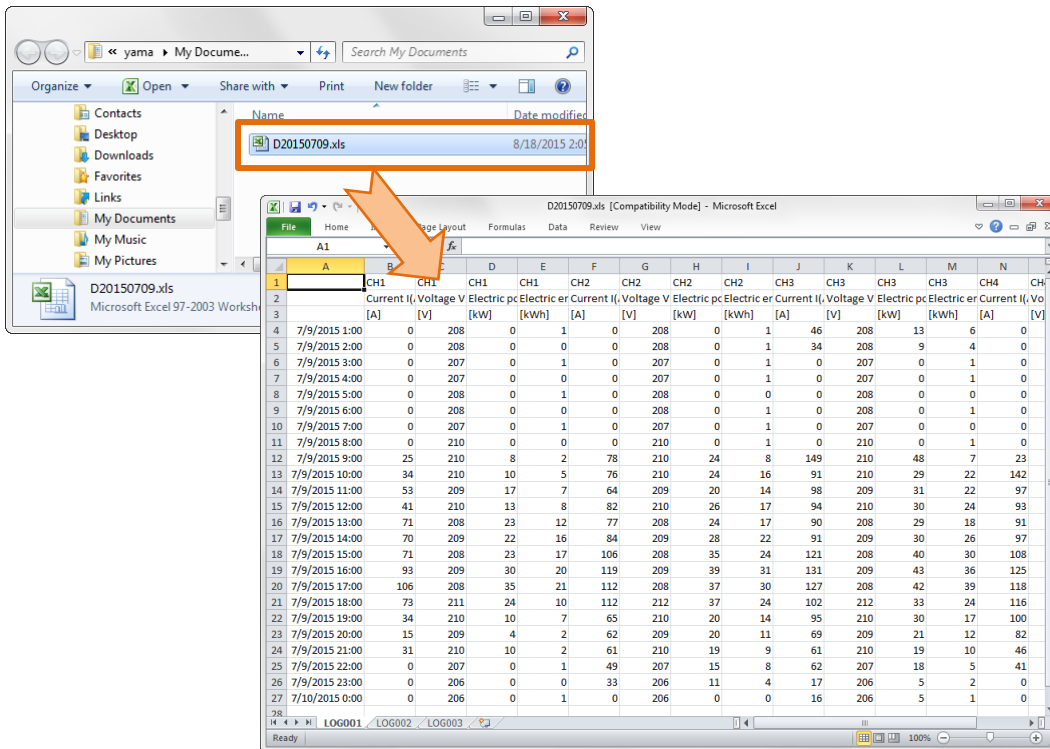 « yama ▸ My Docume...
Search My Documents
Organize Open Share with Print New folder
Name Date modified
D20150709.xls 8/18/2015 2:05
Contacts
Desktop
Downloads
Favorites
Links
My Documents
My Music
My Pictures
D20150709.xls
Microsoft Excel 97-2003 Workshe
D20150709.xls [Compatibility Mode] - Microsoft Excel
File Home age Layout Formulas Data Review View
A1 fx
A B C D E F G H I J K L M N
1 CH1 CH1 CH1 CH1 CH2 CH2 CH2 CH2 CH3 CH3 CH3 CH3 CH4 CH4
2 Current I( Voltage V Electric po Electric en Current I( Voltage V Electric po Electric en Current I( Voltage V Electric po Electric en Current I( Vo
3 [A] [V] [kW] [kWh] [A] [V] [kW] [kWh] [A] [V] [kW] [kWh] [A] [V]
4 7/9/2015 1:00 0 208 0 1 0 208 0 1 46 208 13 6 0
5 7/9/2015 2:00 0 208 0 0 0 208 0 1 34 208 9 4 0
6 7/9/2015 3:00 0 207 0 1 0 207 0 1 0 207 0 1 0
7 7/9/2015 4:00 0 207 0 0 0 207 0 1 0 207 0 1 0
8 7/9/2015 5:00 0 208 0 1 0 208 0 0 0 208 0 0 0
9 7/9/2015 6:00 0 208 0 0 0 208 0 1 0 208 0 1 0
10 7/9/2015 7:00 0 207 0 1 0 207 0 1 0 207 0 0 0
11 7/9/2015 8:00 0 210 0 0 0 210 0 1 0 210 0 1 0
12 7/9/2015 9:00 25 210 8 2 78 210 24 8 149 210 48 7 23
13 7/9/2015 10:00 34 210 10 5 76 210 24 16 91 210 29 22 142
14 7/9/2015 11:00 53 209 17 7 64 209 20 14 98 209 31 22 97
15 7/9/2015 12:00 41 210 13 8 82 210 26 17 94 210 30 24 93
16 7/9/2015 13:00 71 208 23 12 77 208 24 17 90 208 29 18 91
17 7/9/2015 14:00 70 209 22 16 84 209 28 22 91 209 30 26 97
18 7/9/2015 15:00 71 208 23 17 106 208 35 24 121 208 40 30 108
19 7/9/2015 16:00 93 209 30 20 119 209 39 31 131 209 43 36 125
20 7/9/2015 17:00 106 208 35 21 112 208 37 30 127 208 42 39 118
21 7/9/2015 18:00 73 211 24 10 112 212 37 24 102 212 33 24 116
22 7/9/2015 19:00 34 210 10 7 65 210 20 14 95 210 30 17 100
23 7/9/2015 20:00 15 209 4 2 62 209 20 11 69 209 21 12 82
24 7/9/2015 21:00 31 210 10 2 61 210 19 9 61 210 19 10 46
25 7/9/2015 22:00 0 207 0 1 49 207 15 8 62 207 18 5 41
26 7/9/2015 23:00 0 206 0 0 33 206 11 4 17 206 5 2 0
27 7/10/2015 0:00 0 206 0 1 0 206 0 0 16 206 5 1 0
28
LOG001 LOG002 LOG003
Ready 100%